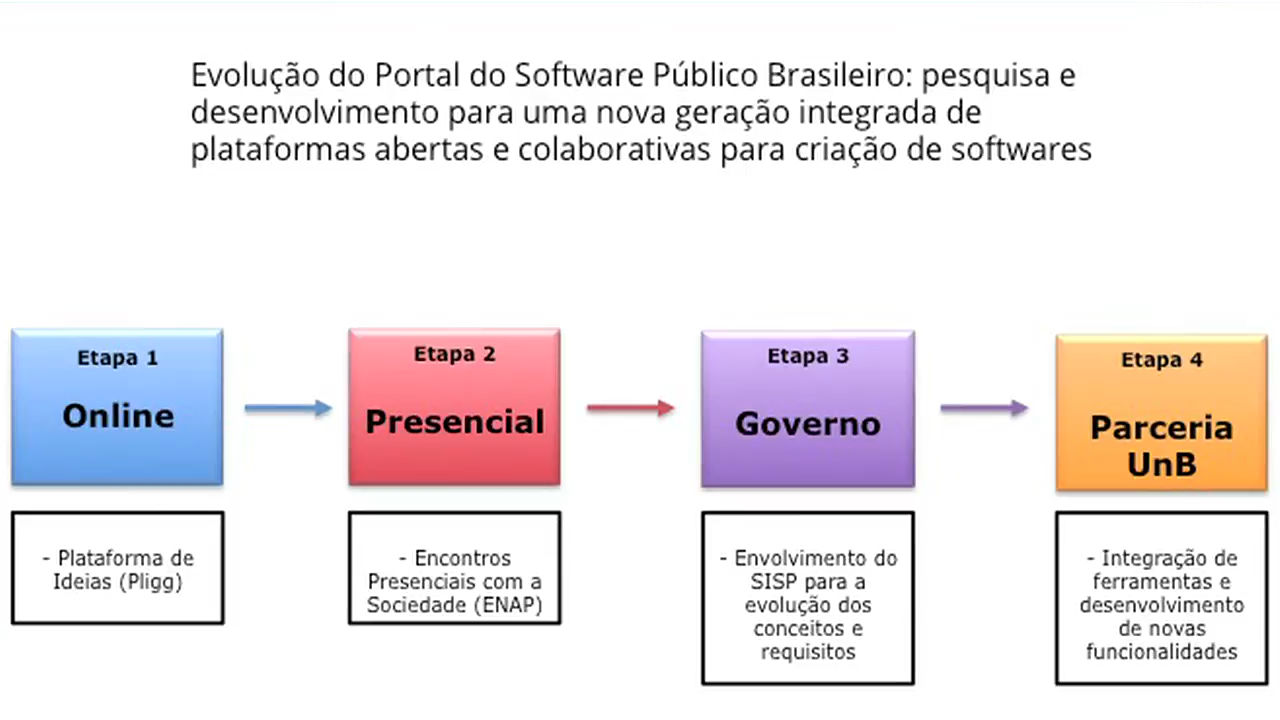 Evolução do Portal do Software Público Brasileiro: pesquisa e
desenvolvimento para uma nova geração integrada de
plataformas abertas e colaborativas para criação de softwares
Etapa 1
Online
- Plataforma de
Ideias (Pligg)
Etapa 2
Presencial
- Encontros
Presenciais com a
Sociedade (ENAP)
Etapa 3
Governo
- Envolvimento do
SISP para a
evolução dos
conceitos e
requisitos
Etapa 4
Parceria
UnB
- Integração de
ferramentas e
desenvolvimento
de novas
funcionalidades